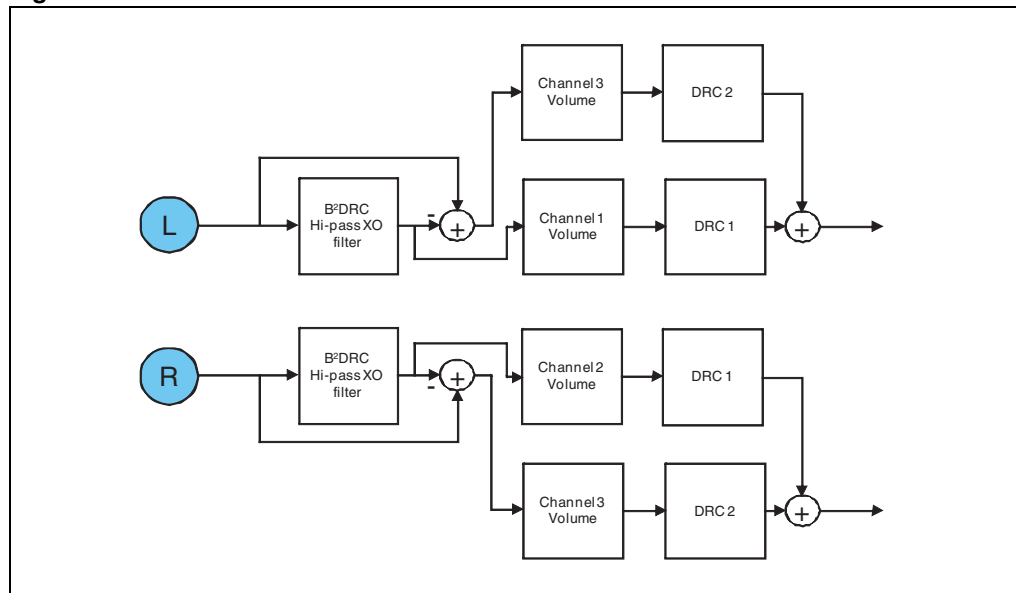 Channel 3
Volume
DRC 2
L
B²DRC
Hi-pass XO
filter
-
+
Channel 1
Volume
DRC 1
+
R
B²DRC
Hi-pass XO
filter
-
+
Channel 2
Volume
DRC 1
Channel 3
Volume
DRC 2
+